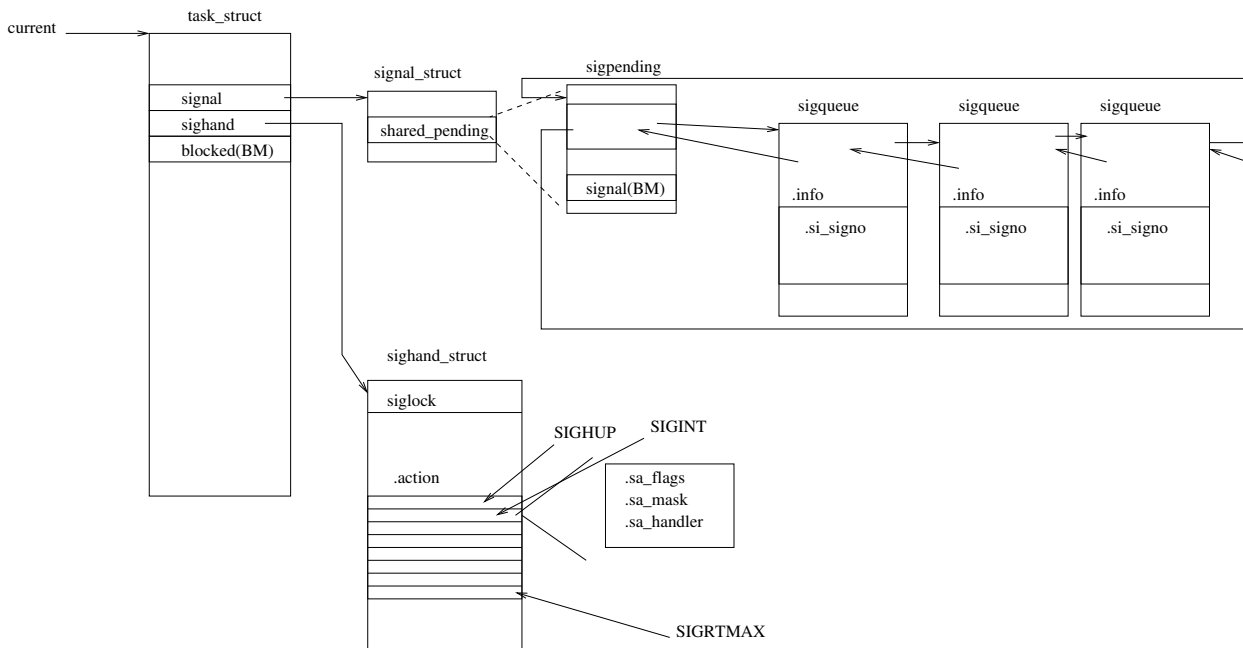 task_struct
current
signal
sighand
blocked(BM)
signal_struct
shared_pending
sigpending
signal(BM)
sigqueue
.info
.si_signo
sigqueue
.info
.si_signo
sigqueue
.info
.si_signo
sighand_struct
siglock
.action
SIGHUP
SIGINT
.sa_flags
.sa_mask
.sa_handler
SIGRTMAX